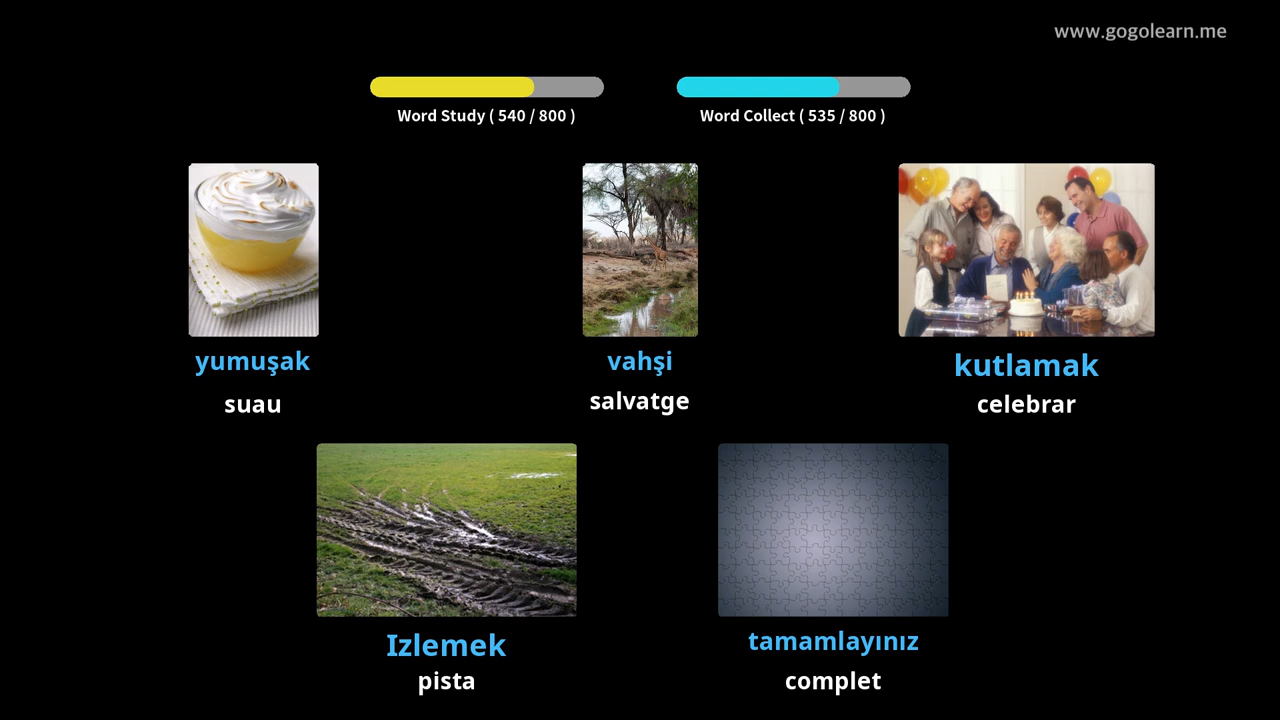 www.gogolearn.me
Word Study ( 540 / 800 )
Word Collect ( 535 / 800 )
yumuşak
suau
vahşi
salvatge
kutlamak
celebrar
Izlemek
pista
tamamlayınız
complet